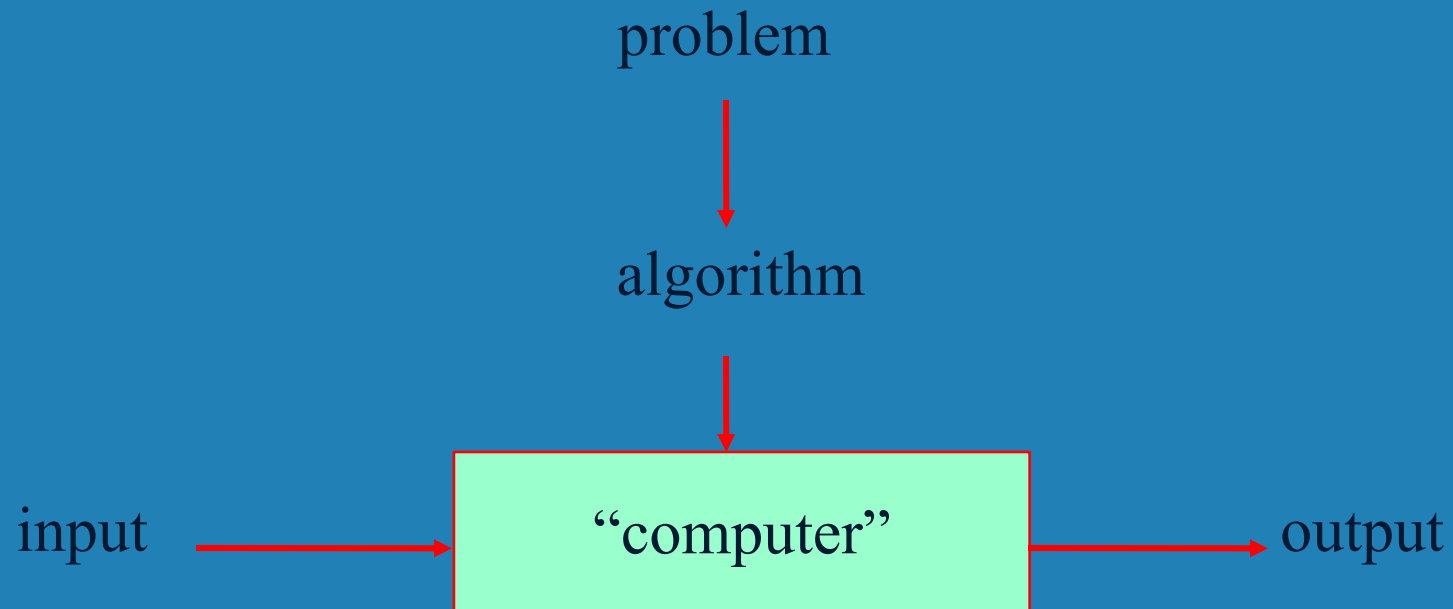 problem
algorithm
input
“computer”
output